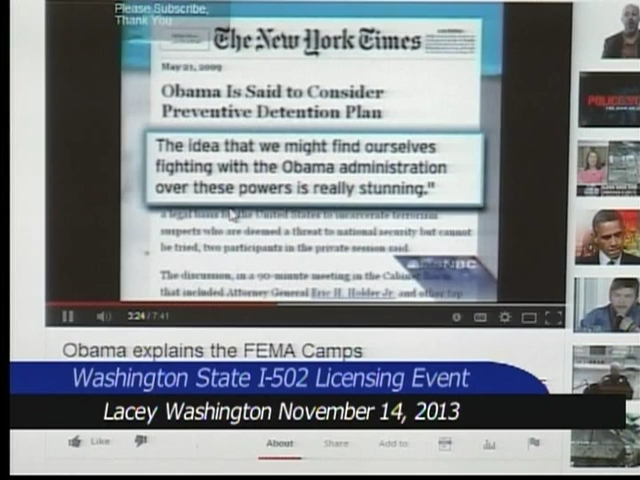 Please Subscribe,
Thank You
The New York Times
May 21, 2009
Obama Is Said to Consider
Preventive Detention Plan
The idea that we might find ourselves
fighting with the Obama administration
over these powers is really stunning."
a legal basis for the United States to incarcerate terrorism
suspects who are deemed a threat to national security but cannot
be tried, two participants in the private session said.
The discussion, in a 90-minute meeting in the Cabinet Room
that included Attorney General Eric H. Holder Jr. and other top
3:24 / 7:41
Obama explains the FEMA Camps
Washington State I-502 Licensing Event
Lacey Washington November 14, 2013
Like
About Share Add to